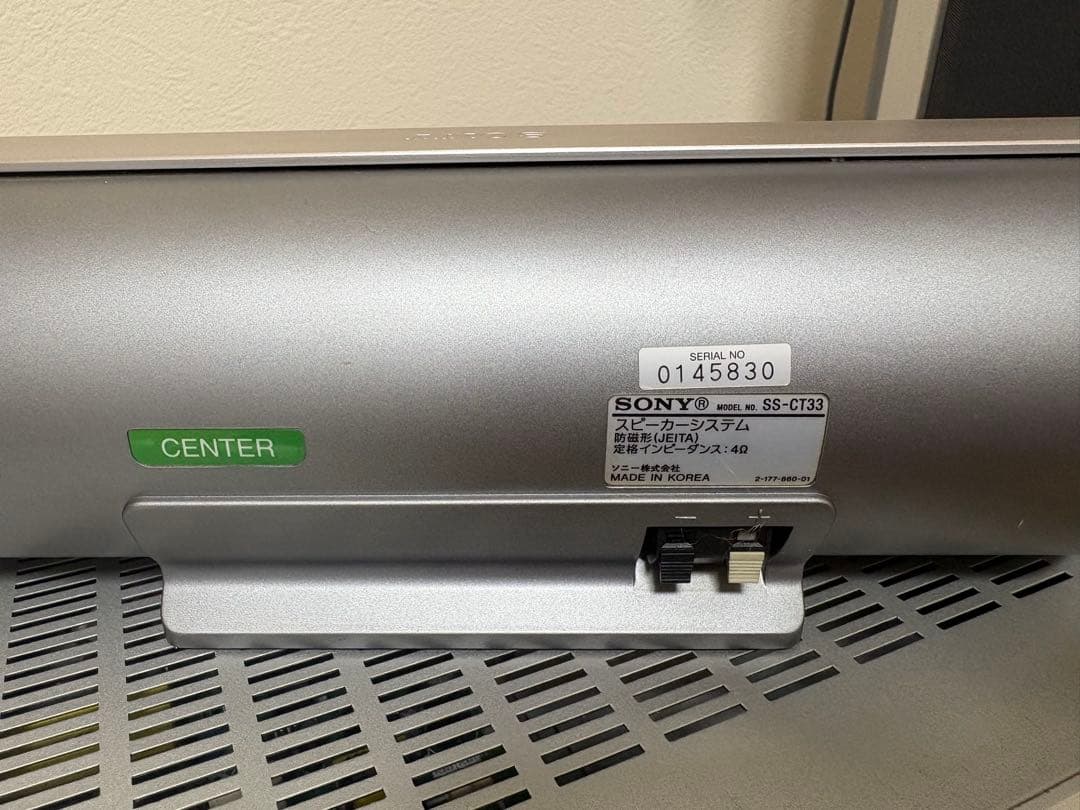 CENTER
SERIAL NO
0145830
SONY® MODEL NO. SS-CT33
スピーカーシステム
防磁形(JEITA)
定格インピーダンス:4Ω
ソニー株式会社
MADE IN KOREA 2-177-860-01
− +